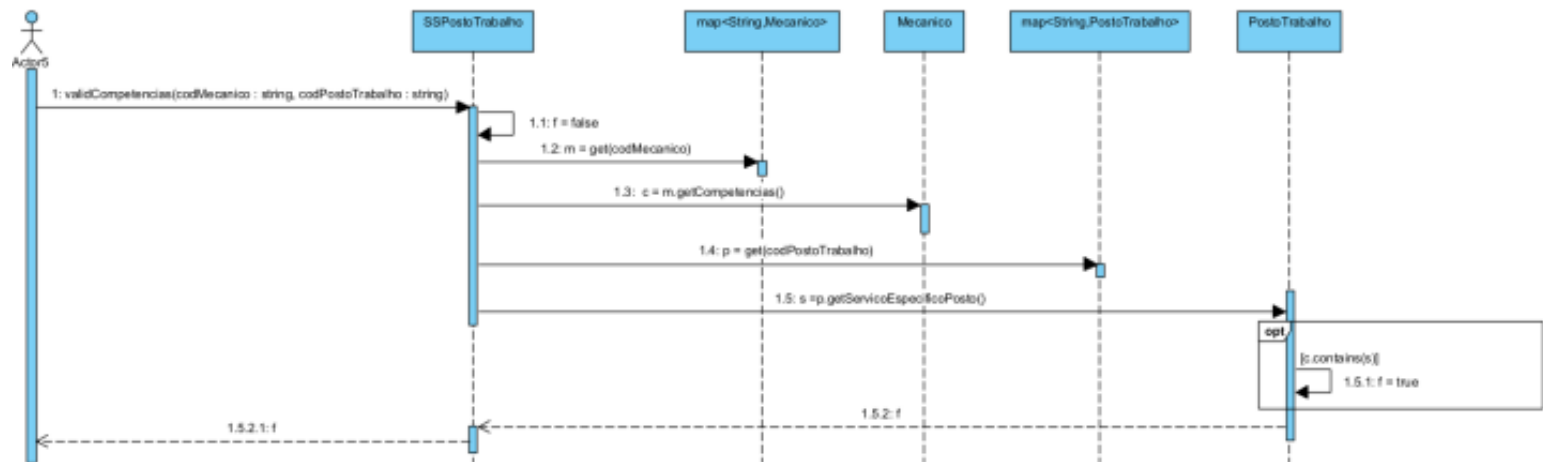 SSPostoTrabalho
map<String,Mecanico>
Mecanico
map<String,PostoTrabalho>
PostoTrabalho
Actor5
1: validCompetencias(codMecanico : string, codPostoTrabalho : string)
1.1: f = false
1.2: m = get(codMecanico)
1.3: c = m.getCompetencias()
1.4: p = get(codPostoTrabalho)
1.5: s =p.getServicoEspecificoPosto()
opt
[c.contains(s)]
1.5.1: f = true
1.5.2: f
1.5.2.1: f